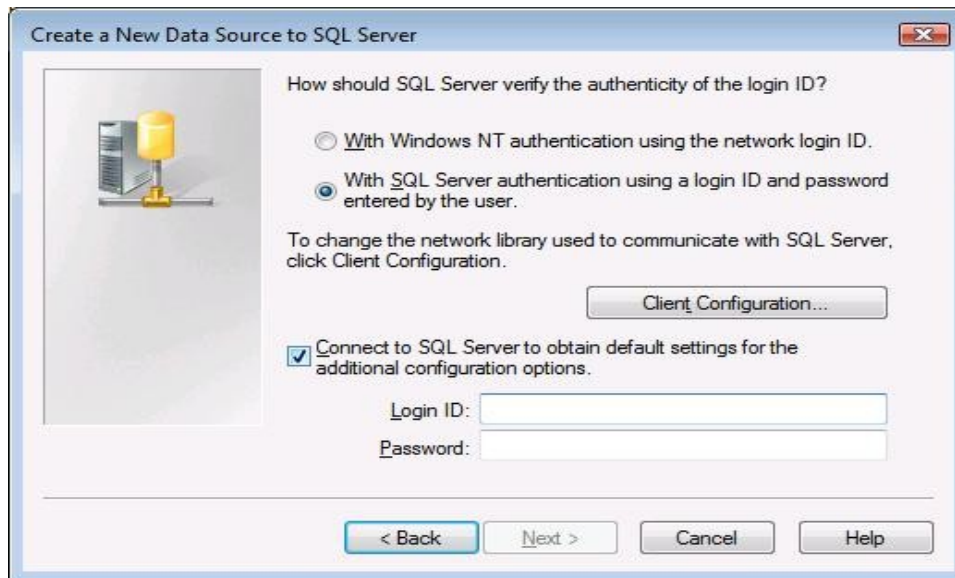 Create a New Data Source to SQL Server
How should SQL Server verify the authenticity of the login ID?
With Windows NT authentication using the network login ID.
With SQL Server authentication using a login ID and password
entered by the user.
To change the network library used to communicate with SQL Server,
click Client Configuration.
Client Configuration...
Connect to SQL Server to obtain default settings for the
additional configuration options.
Login ID:
Password:
< Back Next > Cancel Help